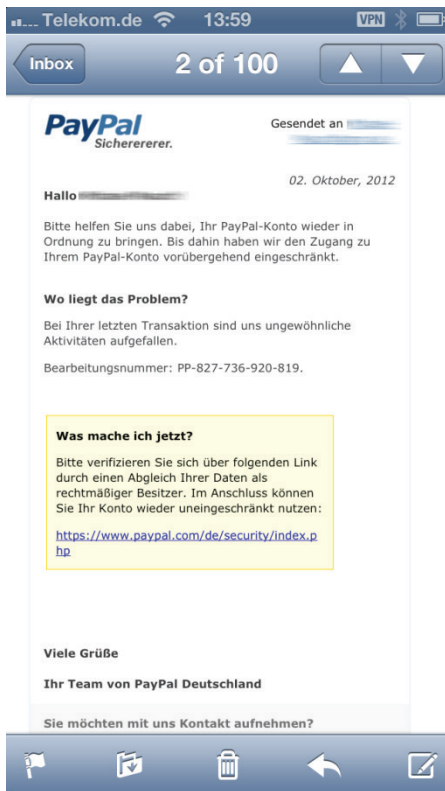 Telekom.de 13:59 VPN
Inbox
2 of 100
PayPal
Sichererer.
Gesendet an
02. Oktober, 2012
Hallo
Bitte helfen Sie uns dabei, Ihr PayPal-Konto wieder in
Ordnung zu bringen. Bis dahin haben wir den Zugang zu
Ihrem PayPal-Konto vorübergehend eingeschränkt.
Wo liegt das Problem?
Bei Ihrer letzten Transaktion sind uns ungewöhnliche
Aktivitäten aufgefallen.
Bearbeitungsnummer: PP-827-736-920-819.
Was mache ich jetzt?
Bitte verifizieren Sie sich über folgenden Link
durch einen Abgleich Ihrer Daten als
rechtmäßiger Besitzer. Im Anschluss können
Sie Ihr Konto wieder uneingeschränkt nutzen:
https://www.paypal.com/de/security/index.p
hp
Viele Grüße
Ihr Team von PayPal Deutschland
Sie möchten mit uns Kontakt aufnehmen?